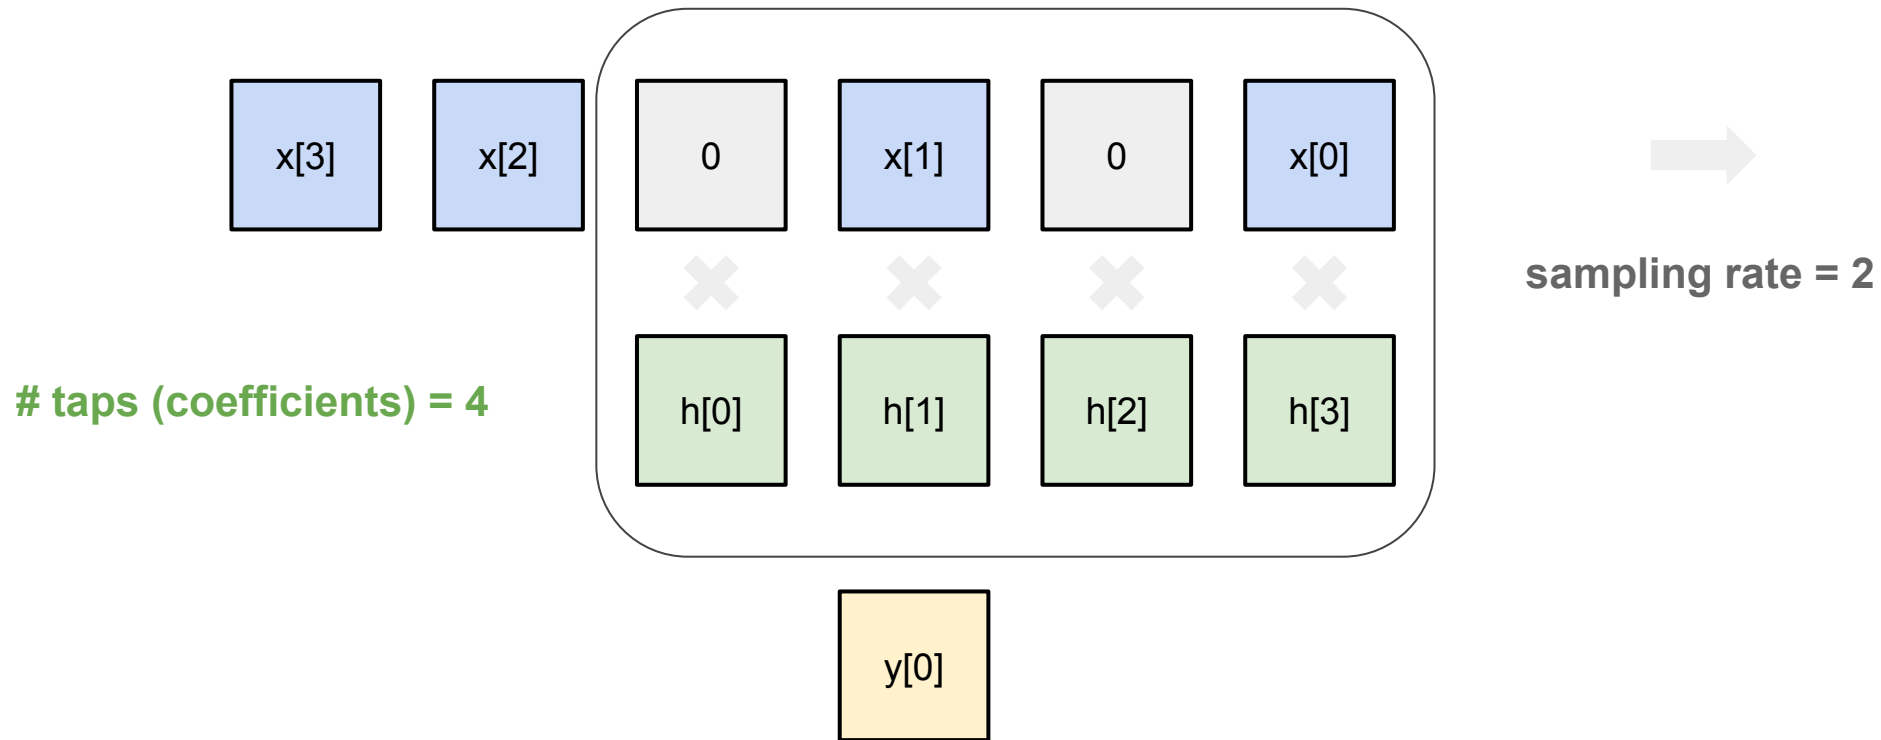 x[3] x[2] 0 x[1] 0 x[0]
sampling rate = 2
# taps (coefficients) = 4
h[0] h[1] h[2] h[3]
y[0]